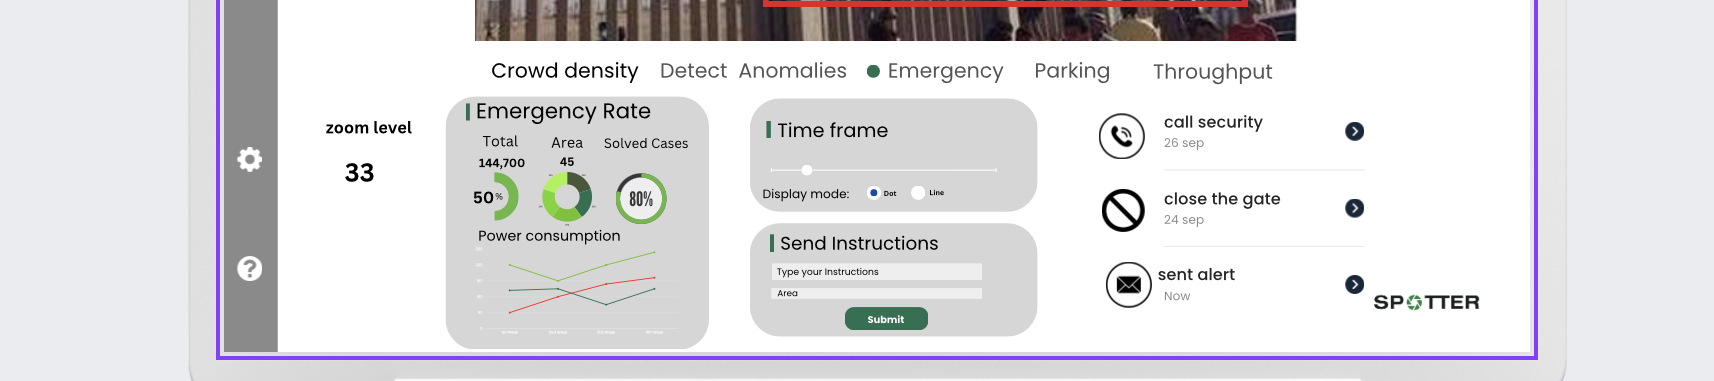 Crowd density Detect Anomalies Emergency Parking Throughput
zoom level
33
Emergency Rate
Total Area Solved Cases
144,700 45
50% 80%
Power consumption
Time frame
Display mode: Dot Line
Send Instructions
Type your Instructions
Area
Submit
call security
26 sep
close the gate
24 sep
sent alert
Now
SPOTTER